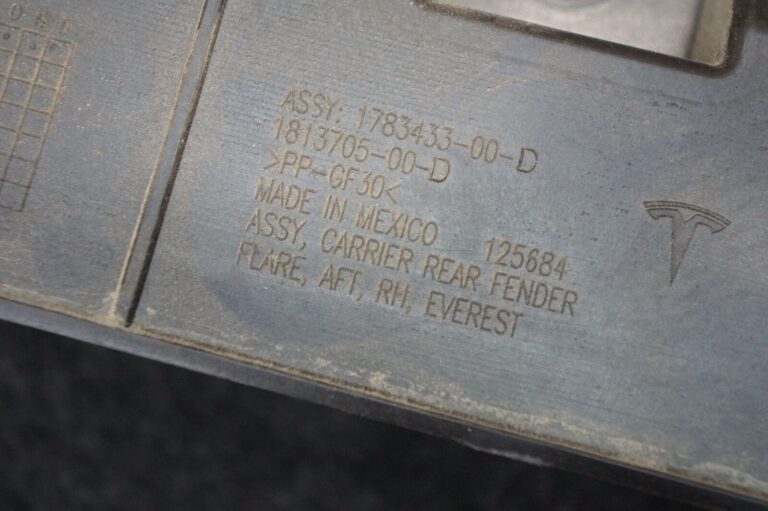 ASSY: 1783433-00-D
1813705-00-D
>PP-GF30<
MADE IN MEXICO 125684
ASSY, CARRIER REAR FENDER
FLARE, AFT, RH, EVEREST